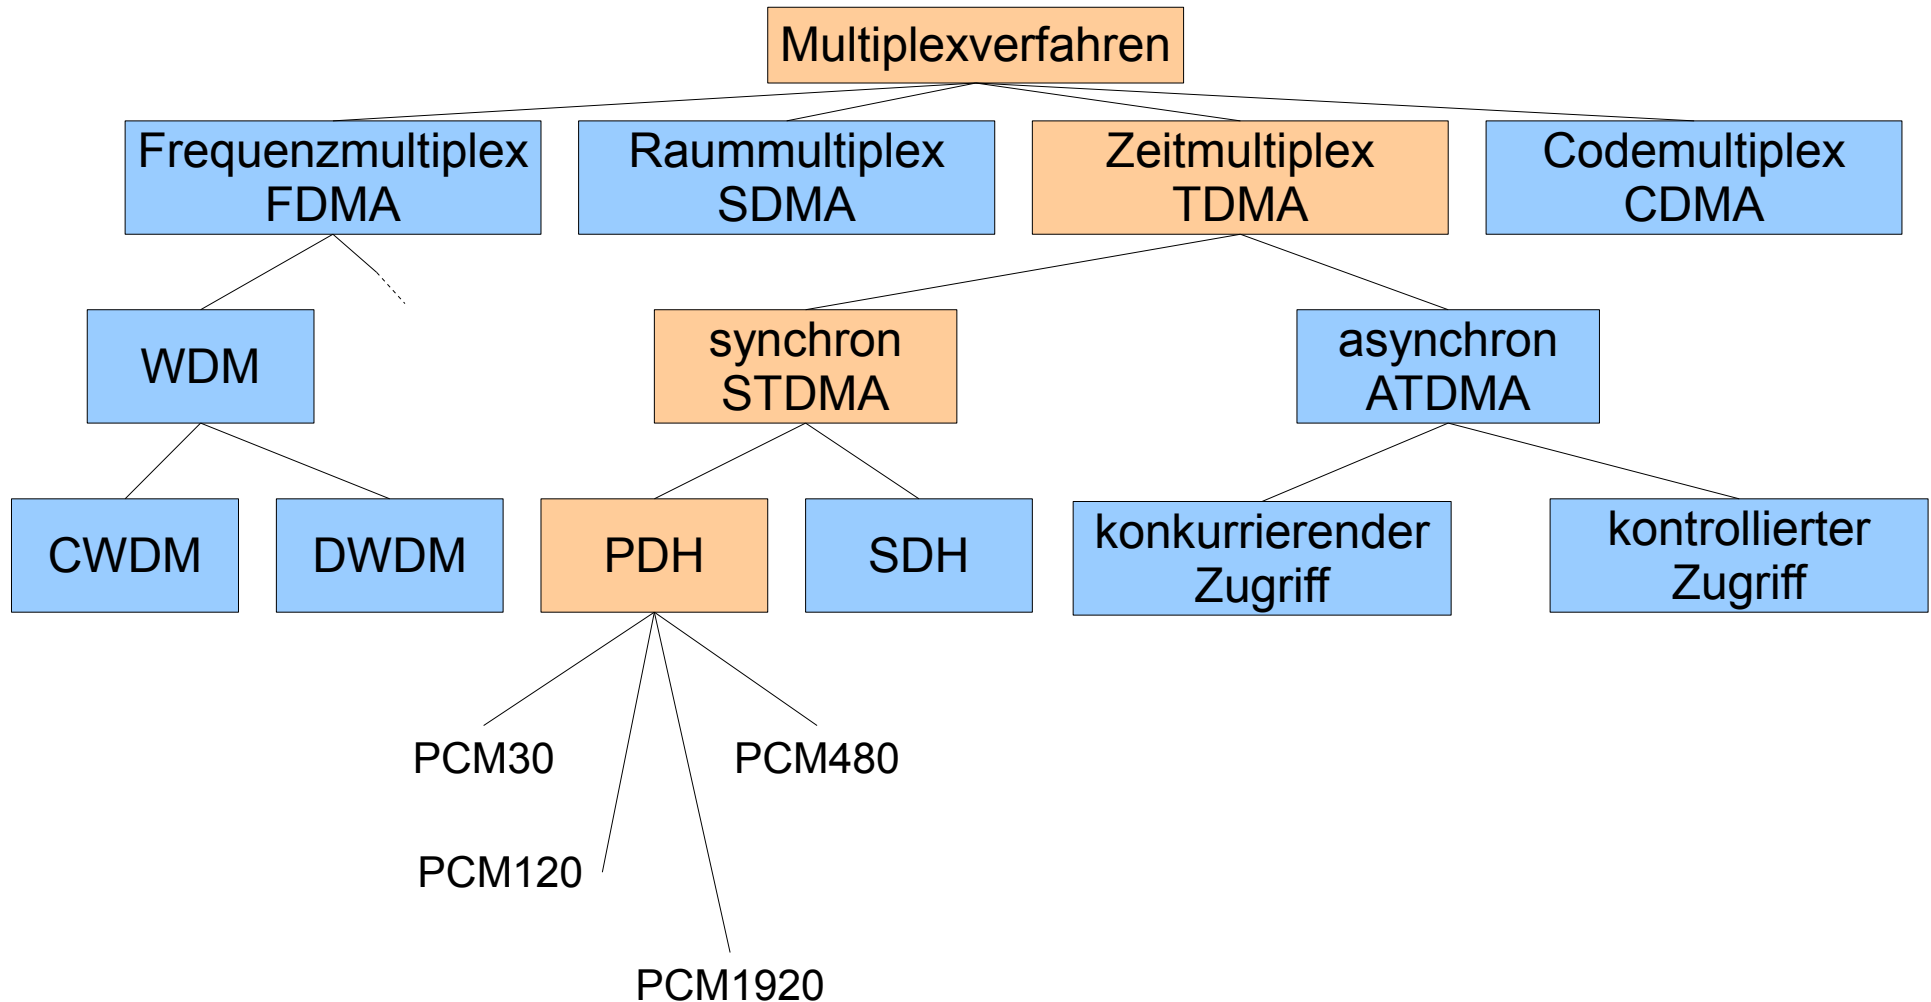 Multiplexverfahren
Frequenzmultiplex
FDMA
Raummultiplex
SDMA
Zeitmultiplex
TDMA
Codemultiplex
CDMA
WDM
synchron
STDMA
asynchron
ATDMA
CWDM
DWDM
PDH
SDH
konkurrierender
Zugriff
kontrollierter
Zugriff
PCM30
PCM480
PCM120
PCM1920